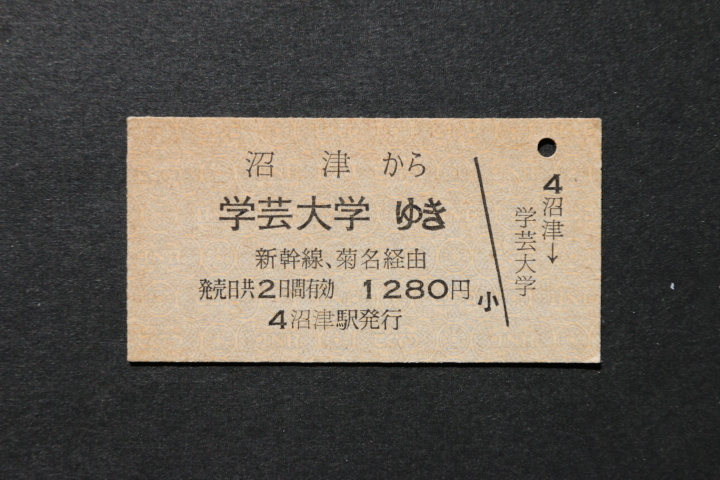 沼津から
学芸大学ゆき
新幹線、菊名経由
発売日共2日間有効 1280円
4沼津駅発行
小
4沼津→
学芸大学